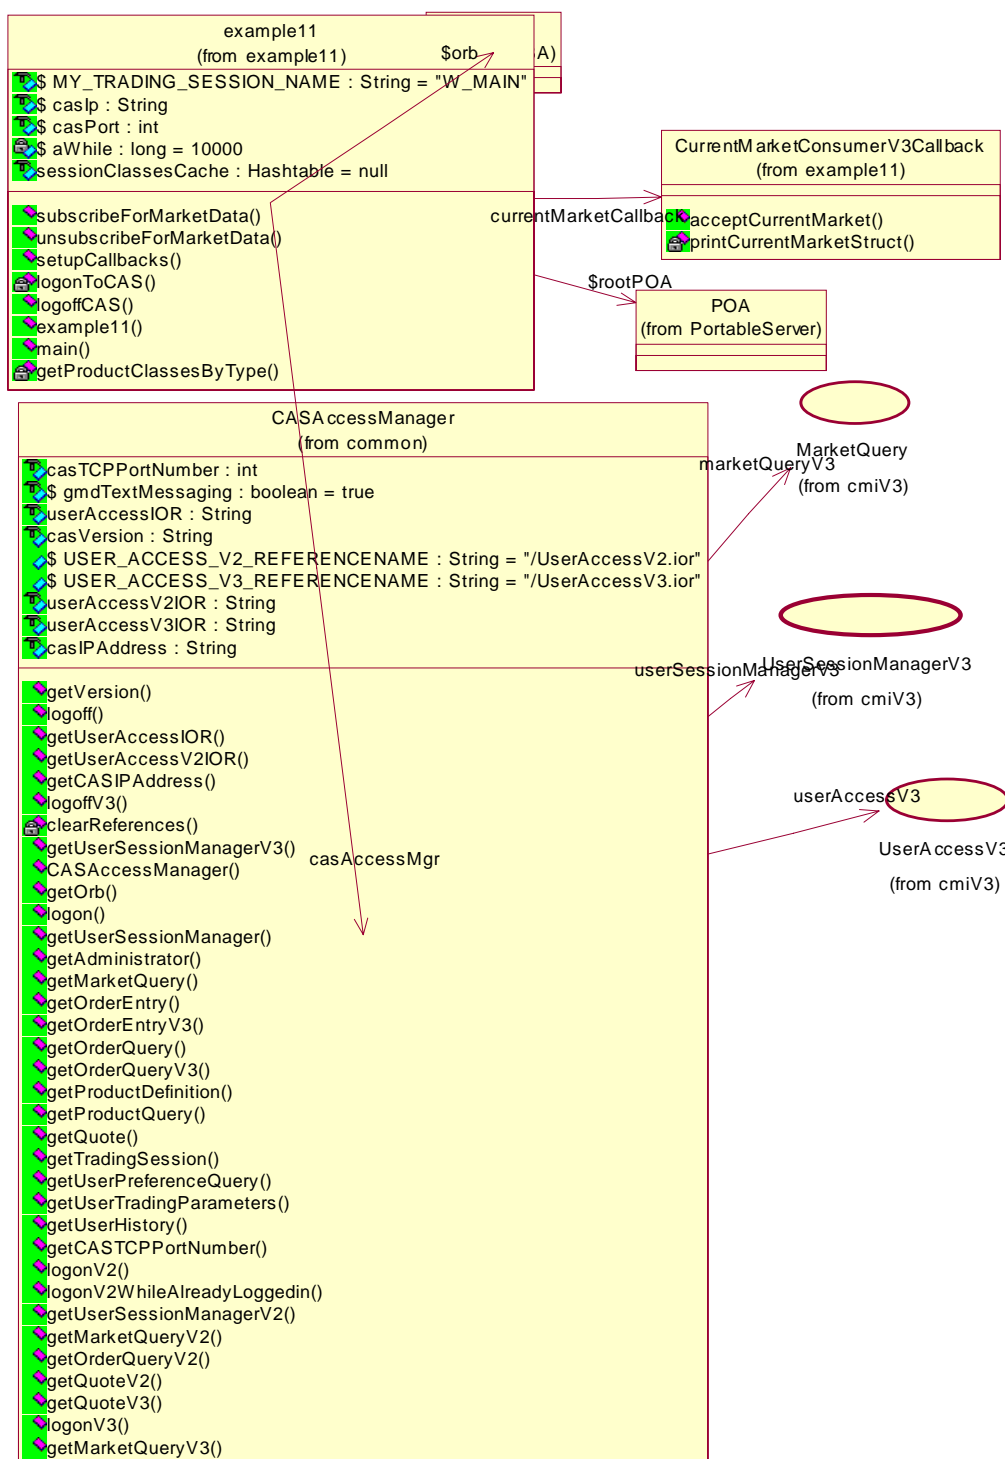 example11
(from example11)
$ MY_TRADING_SESSION_NAME : String = "W_MAIN"
$ casIp : String
$ casPort : int
$ aWhile : long = 10000
sessionClassesCache : Hashtable = null
subscribeForMarketData()
unsubscribeForMarketData()
setupCallbacks()
logonToCAS()
logoffCAS()
example11()
main()
getProductClassesByType()
$orb
A)
currentMarketCallback
CurrentMarketConsumerV3Callback
(from example11)
acceptCurrentMarket()
printCurrentMarketStruct()
$rootPOA
POA
(from PortableServer)
CASAccessManager
(from common)
casTCPPortNumber : int
$ gmdTextMessaging : boolean = true
userAccessIOR : String
casVersion : String
$ USER_ACCESS_V2_REFERENCENAME : String = "/UserAccessV2.ior"
$ USER_ACCESS_V3_REFERENCENAME : String = "/UserAccessV3.ior"
userAccessV2IOR : String
userAccessV3IOR : String
casIPAddress : String
getVersion()
logoff()
getUserAccessIOR()
getUserAccessV2IOR()
getCASIPAddress()
logoffV3()
clearReferences()
getUserSessionManagerV3()
CASAccessManager()
getOrb()
logon()
getUserSessionManager()
getAdministrator()
getMarketQuery()
getOrderEntry()
getOrderEntryV3()
getOrderQuery()
getOrderQueryV3()
getProductDefinition()
getProductQuery()
getQuote()
getTradingSession()
getUserPreferenceQuery()
getUserTradingParameters()
getUserHistory()
getCASTCPPortNumber()
logonV2()
logonV2WhileAlreadyLoggedin()
getUserSessionManagerV2()
getMarketQueryV2()
getOrderQueryV2()
getQuoteV2()
getQuoteV3()
logonV3()
getMarketQueryV3()
casAccessMgr
marketQueryV3
MarketQuery
(from cmiV3)
userSessionManagerV3
UserSessionManagerV3
(from cmiV3)
userAccessV3
UserAccessV3
(from cmiV3)